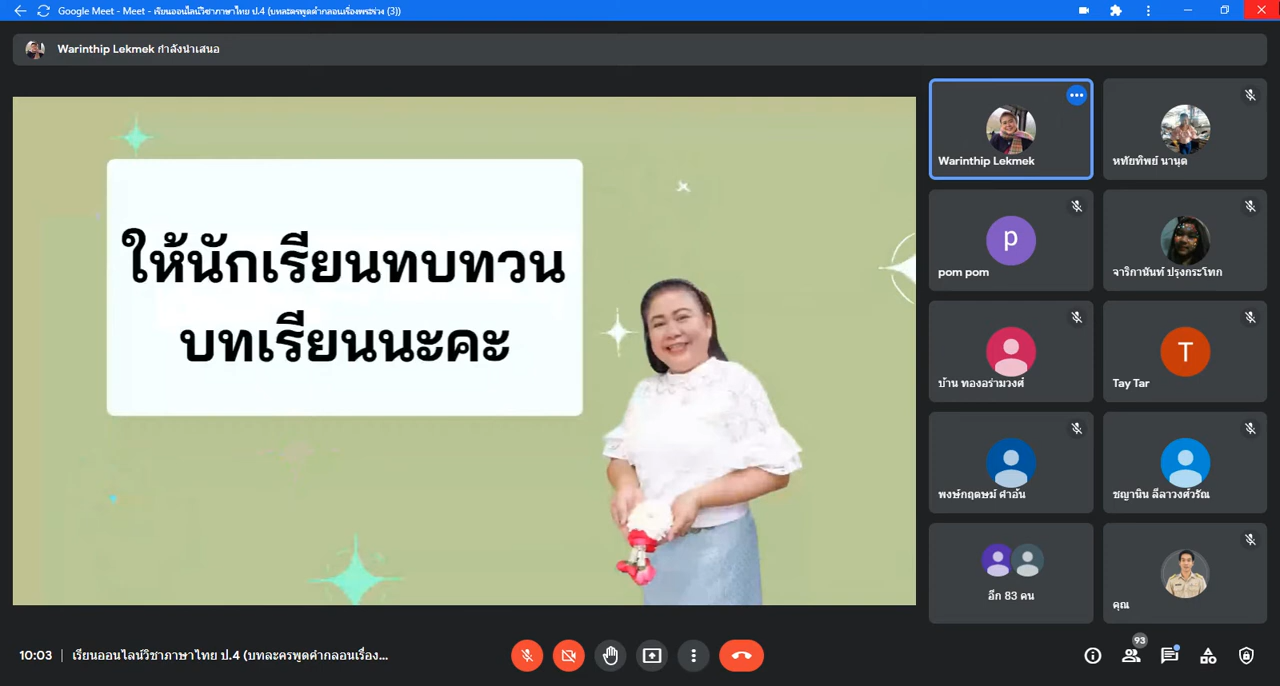 Google Meet - Meet - เรียนออนไลน์วิชาภาษาไทย ป.4 (บทละครพูดคำกลอนเรื่องพระร่วง (3))
Warinthip Lekmek กำลังนำเสนอ
ให้นักเรียนทบทวน
บทเรียนนะคะ
Warinthip Lekmek
หทัยทิพย์ นานุด
p
pom pom
จาริกานันท์ ปรุงกระโทก
บ้าน ทองอร่ามวงศ์
T
Tay Tar
พงษ์กฤตษม์ คำอ้น
ชญานิน ลีลาวงศ์วรัณ
อีก 83 คน
คุณ
10:03
เรียนออนไลน์วิชาภาษาไทย ป.4 (บทละครพูดคำกลอนเรื่อง...
93